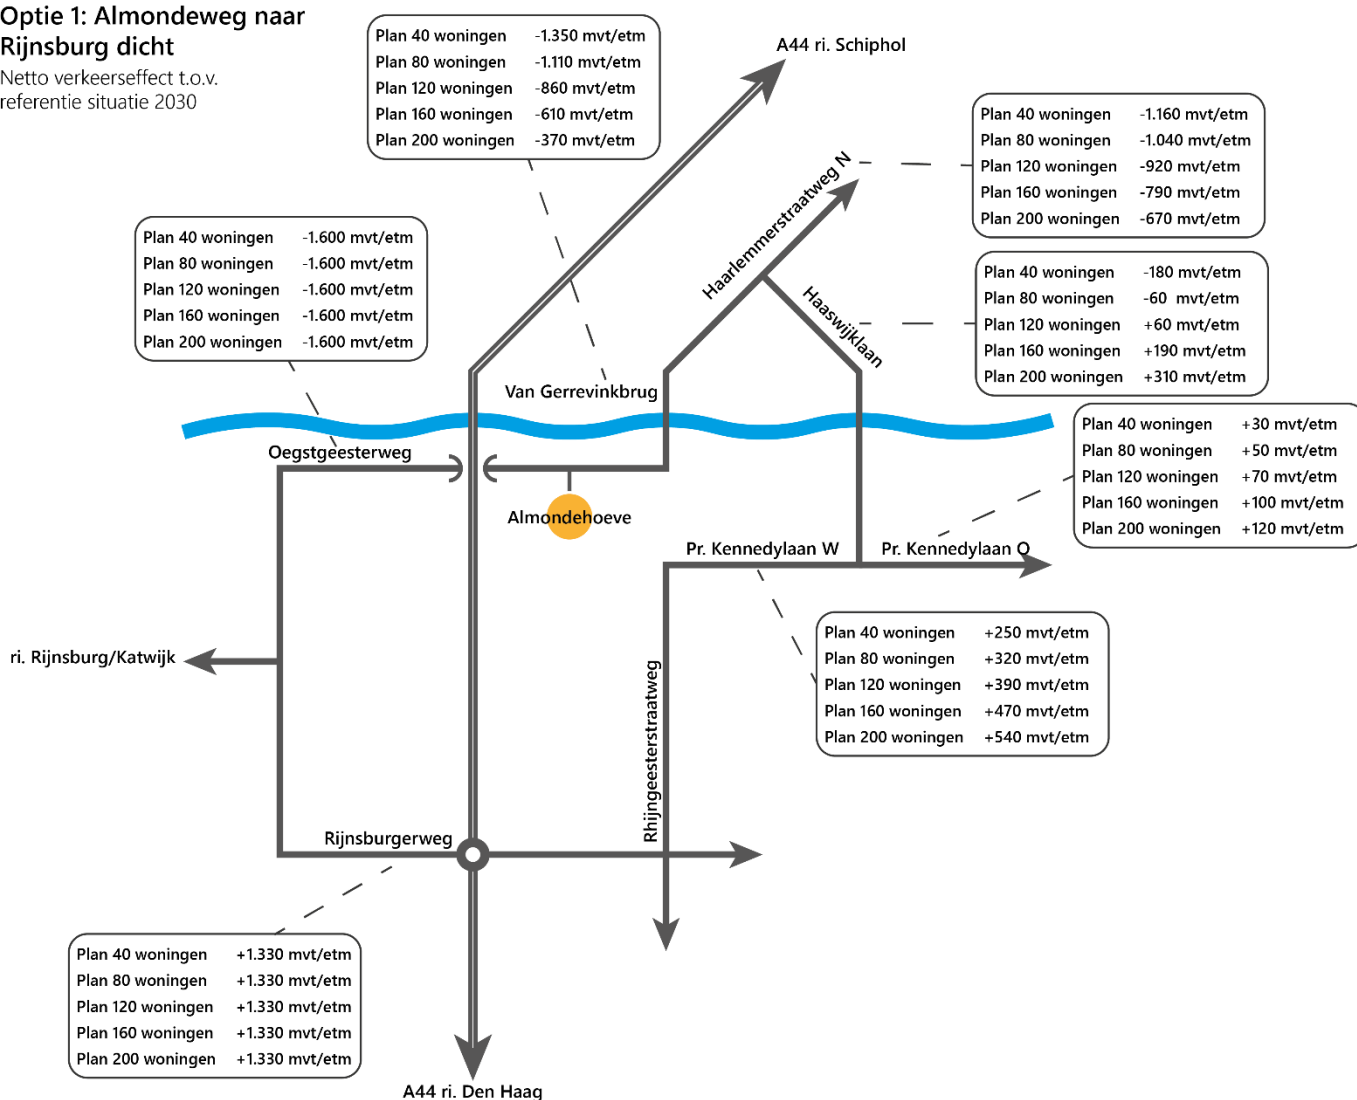 Optie 1: Almondeweg naar
Rijnsburg dicht
Netto verkeerseffect t.o.v.
referentie situatie 2030
Plan 40 woningen -1.350 mvt/etm
Plan 80 woningen -1.110 mvt/etm
Plan 120 woningen -860 mvt/etm
Plan 160 woningen -610 mvt/etm
Plan 200 woningen -370 mvt/etm
A44 ri. Schiphol
Plan 40 woningen -1.160 mvt/etm
Plan 80 woningen -1.040 mvt/etm
Plan 120 woningen -920 mvt/etm
Plan 160 woningen -790 mvt/etm
Plan 200 woningen -670 mvt/etm
Haarlemmerstraatweg N
Plan 40 woningen -1.600 mvt/etm
Plan 80 woningen -1.600 mvt/etm
Plan 120 woningen -1.600 mvt/etm
Plan 160 woningen -1.600 mvt/etm
Plan 200 woningen -1.600 mvt/etm
Plan 40 woningen -180 mvt/etm
Plan 80 woningen -60 mvt/etm
Plan 120 woningen +60 mvt/etm
Plan 160 woningen +190 mvt/etm
Plan 200 woningen +310 mvt/etm
Haaswijklaan
Van Gerrevinkbrug
Plan 40 woningen +30 mvt/etm
Plan 80 woningen +50 mvt/etm
Plan 120 woningen +70 mvt/etm
Plan 160 woningen +100 mvt/etm
Plan 200 woningen +120 mvt/etm
Oegstgeesterweg
Almondehoeve
Pr. Kennedylaan W
Pr. Kennedylaan O
Plan 40 woningen +250 mvt/etm
Plan 80 woningen +320 mvt/etm
Plan 120 woningen +390 mvt/etm
Plan 160 woningen +470 mvt/etm
Plan 200 woningen +540 mvt/etm
ri. Rijnsburg/Katwijk
Rhijngeesterstraatweg
Rijnsburgerweg
Plan 40 woningen +1.330 mvt/etm
Plan 80 woningen +1.330 mvt/etm
Plan 120 woningen +1.330 mvt/etm
Plan 160 woningen +1.330 mvt/etm
Plan 200 woningen +1.330 mvt/etm
A44 ri. Den Haag